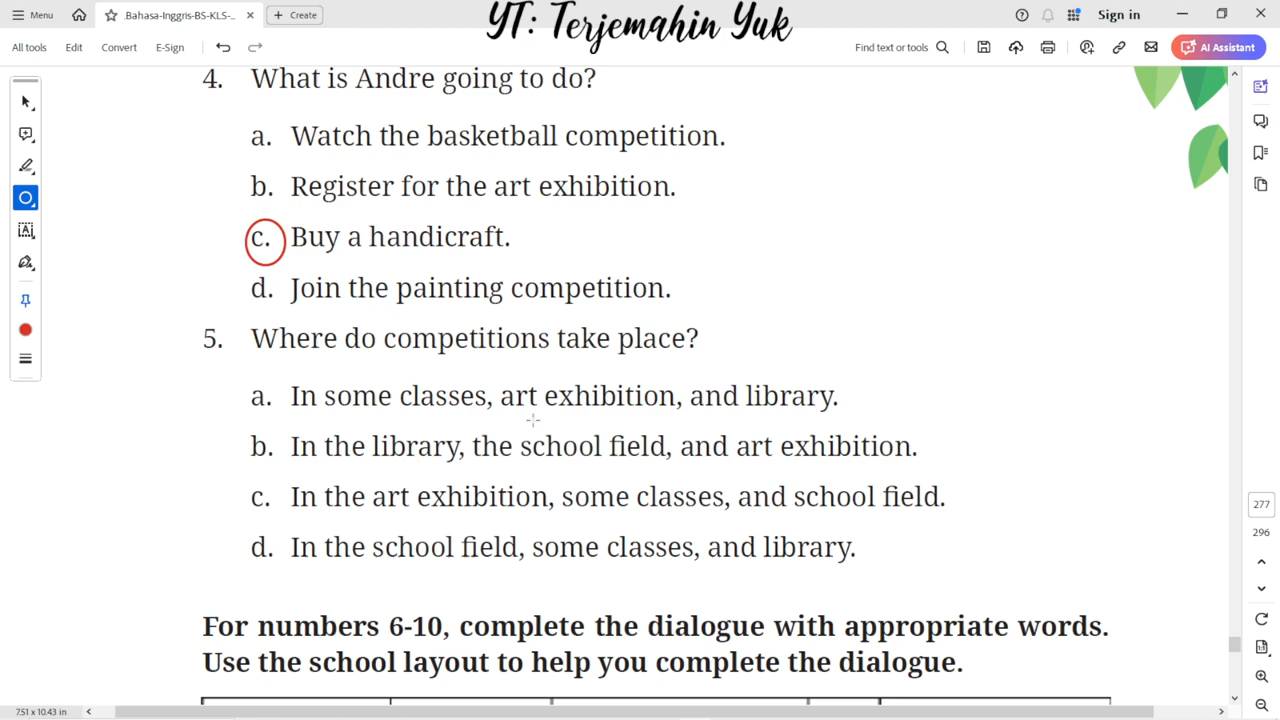 Menu
.Bahasa-Inggris-BS-KLS-...
Create
YT: Terjemahin Yuk
Sign in
All tools
Edit
Convert
E-Sign
Find text or tools
AI Assistant
4. What is Andre going to do?
a. Watch the basketball competition.
b. Register for the art exhibition.
c. Buy a handicraft.
d. Join the painting competition.
5. Where do competitions take place?
a. In some classes, art exhibition, and library.
b. In the library, the school field, and art exhibition.
c. In the art exhibition, some classes, and school field.
d. In the school field, some classes, and library.
For numbers 6-10, complete the dialogue with appropriate words.
Use the school layout to help you complete the dialogue.
277
296
7.51 x 10.43 in